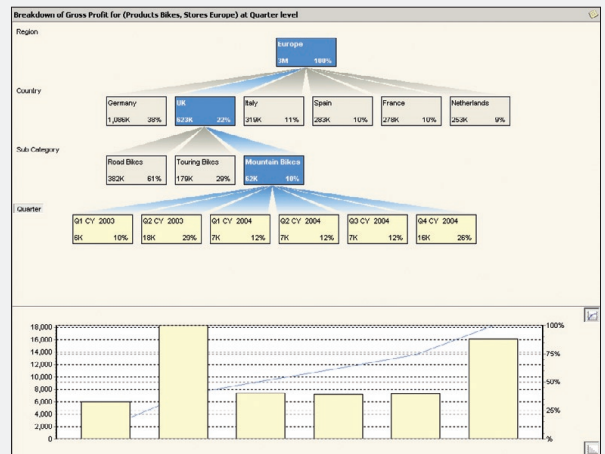 Breakdown of Gross Profit for (Products Bikes, Stores Europe) at Quarter level
Region
Europe
3M 100%
Country
Germany UK Italy Spain France Netherlands
1,086K 38% 623K 22% 319K 11% 283K 10% 278K 10% 253K 9%
Sub Category
Road Bikes Touring Bikes Mountain Bikes
382K 61% 179K 29% 62K 10%
Quarter
Q1 CY 2003 Q2 CY 2003 Q1 CY 2004 Q2 CY 2004 Q3 CY 2004 Q4 CY 2004
6K 10% 18K 29% 7K 12% 7K 12% 7K 12% 16K 26%
18,000 100%
16,000
14,000 75%
12,000
10,000
8,000 50%
6,000
4,000 25%
2,000
0 %